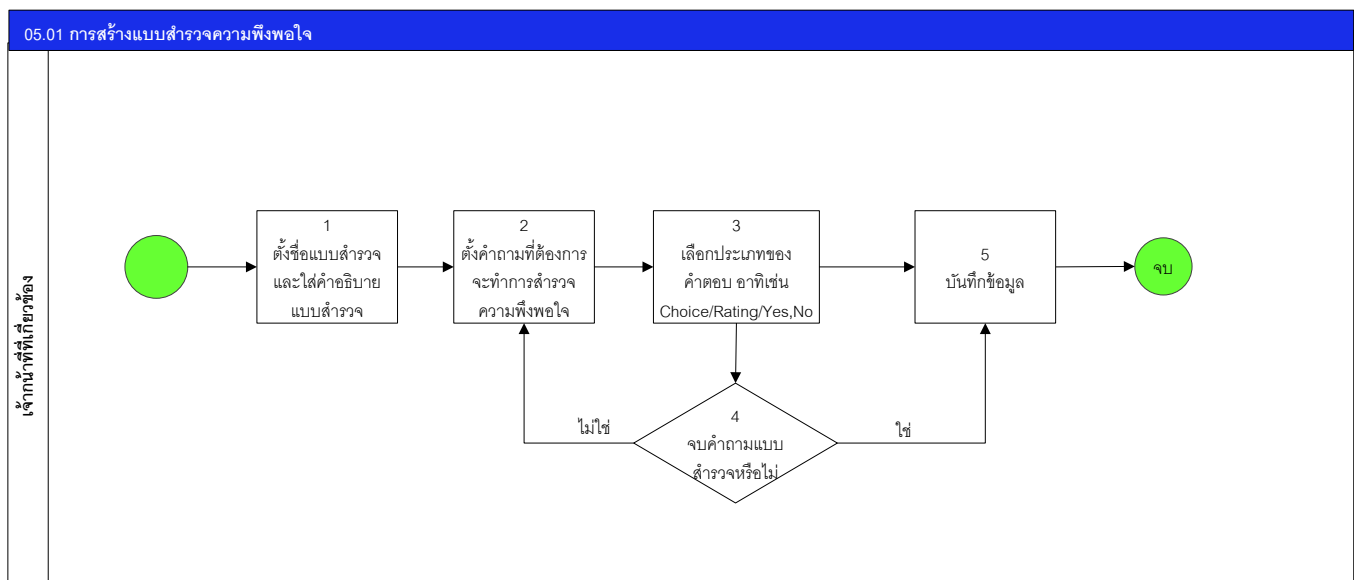 05.01 การสร้างแบบสำรวจความพึงพอใจ
เจ้าหน้าที่ที่เกี่ยวข้อง
1
ตั้งชื่อแบบสำรวจ
และใส่คำอธิบาย
แบบสำรวจ
2
ตั้งคำถามที่ต้องการ
จะทำการสำรวจ
ความพึงพอใจ
3
เลือกประเภทของ
คำตอบ อาทิเช่น
Choice/Rating/Yes,No
5
บันทึกข้อมูล
จบ
ไม่ใช่
4
จบคำถามแบบ
สำรวจหรือไม่
ใช่